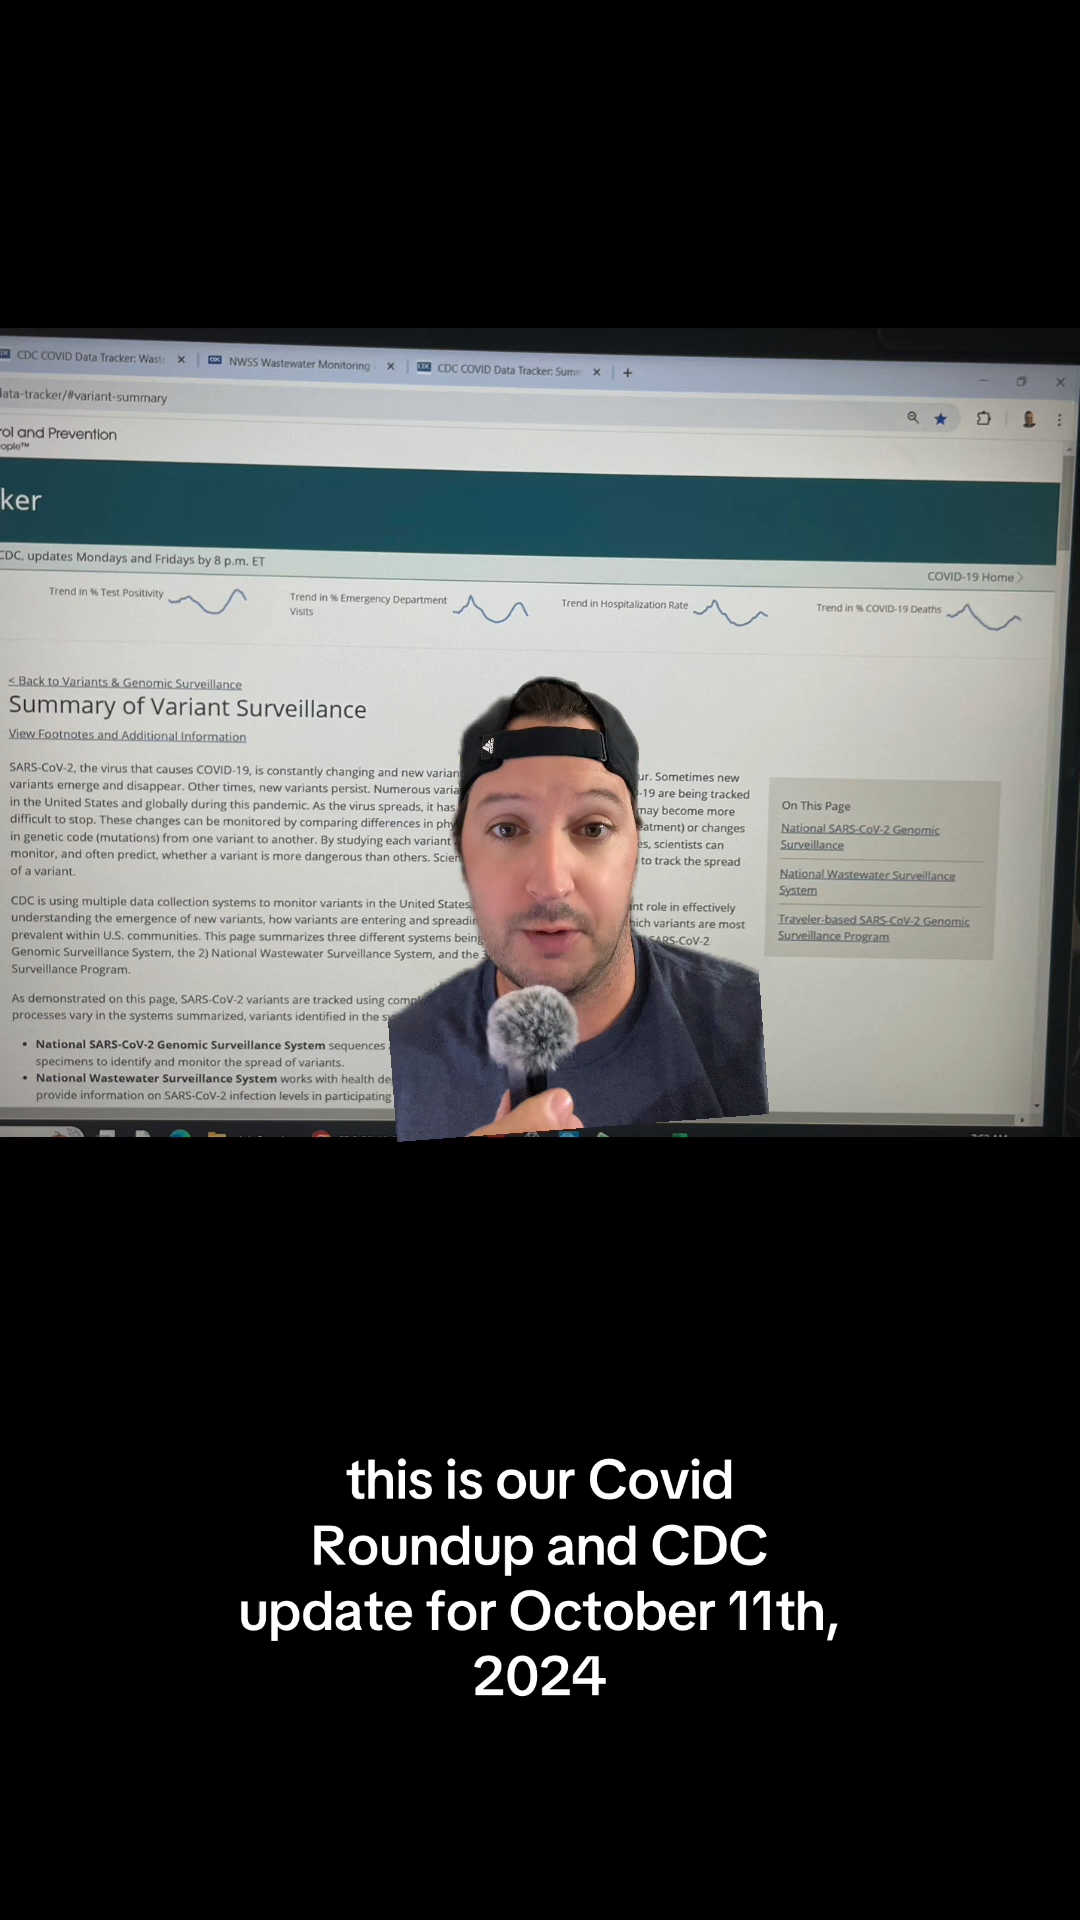 CDC COVID Data Tracker: Wast
NWSS Wastewater Monitoring
CDC COVID Data Tracker: Sum
data-tracker/#variant-summary
rol and Prevention
ople™
ker
CDC, updates Mondays and Fridays by 8 p.m. ET
COVID-19 Home
Trend in % Test Positivity
Trend in % Emergency Department
Visits
Trend in Hospitalization Rate
Trend in % COVID-19 Deaths
< Back to Variants & Genomic Surveillance
Summary of Variant Surveillance
View Footnotes and Additional Information
SARS-CoV-2, the virus that causes COVID-19, is constantly changing and new varian ur. Sometimes new
variants emerge and disappear. Other times, new variants persist. Numerous varia -19 are being tracked
in the United States and globally during this pandemic. As the virus spreads, it has may become more
difficult to stop. These changes can be monitored by comparing differences in phy eatment) or changes
in genetic code (mutations) from one variant to another. By studying each variant es, scientists can
monitor, and often predict, whether a variant is more dangerous than others. Scien to track the spread
of a variant.
CDC is using multiple data collection systems to monitor variants in the United States. nt role in effectively
understanding the emergence of new variants, how variants are entering and spreadin hich variants are most
prevalent within U.S. communities. This page summarizes three different systems being SARS-CoV-2
Genomic Surveillance System, the 2) National Wastewater Surveillance System, and the 3
Surveillance Program.
As demonstrated on this page, SARS-CoV-2 variants are tracked using comp
processes vary in the systems summarized, variants identified in the s
• National SARS-CoV-2 Genomic Surveillance System sequences
specimens to identify and monitor the spread of variants.
• National Wastewater Surveillance System works with health de
provide information on SARS-CoV-2 infection levels in participating
On This Page
National SARS-CoV-2 Genomic
Surveillance
National Wastewater Surveillance
System
Traveler-based SARS-CoV-2 Genomic
Surveillance Program
this is our Covid
Roundup and CDC
update for October 11th,
2024